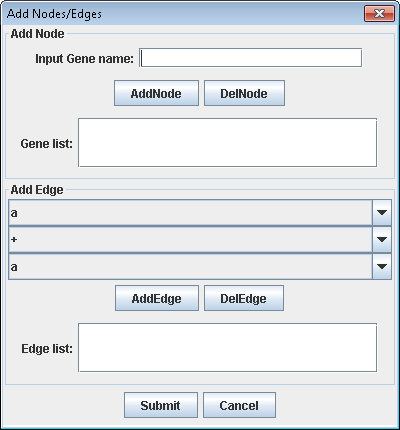 Add Nodes/Edges
Add Node
Input Gene name:
AddNode DelNode
Gene list:
Add Edge
a
+
a
AddEdge DelEdge
Edge list:
Submit Cancel